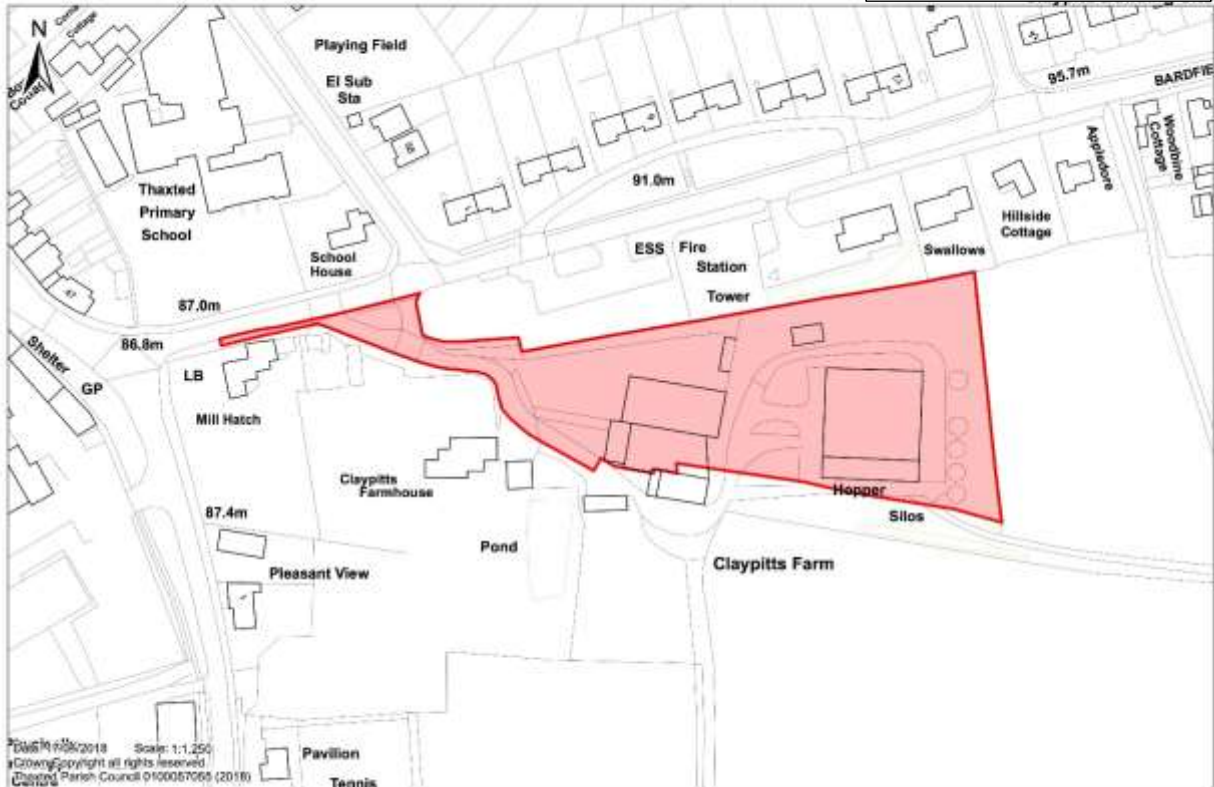 N
Playing Field
El Sub
Sta
95.7m
BARDFIE
Cottage
Thaxted
Primary
School
91.0m
Appledore
Woodbine
Cottage
School
House
ESS
Fire
Station
Tower
Hillside
Cottage
Swallows
87.0m
86.8m
47
Shelter
GP
LB
Mill Hatch
Claypitts
Farmhouse
Hopper
Silos
87.4m
Pond
Claypitts Farm
Pleasant View
Scale: 1:1,250
Crown Copyright all rights reserved
Thaxted Parish Council 0100057055 (2018)
Pavilion
Tennis